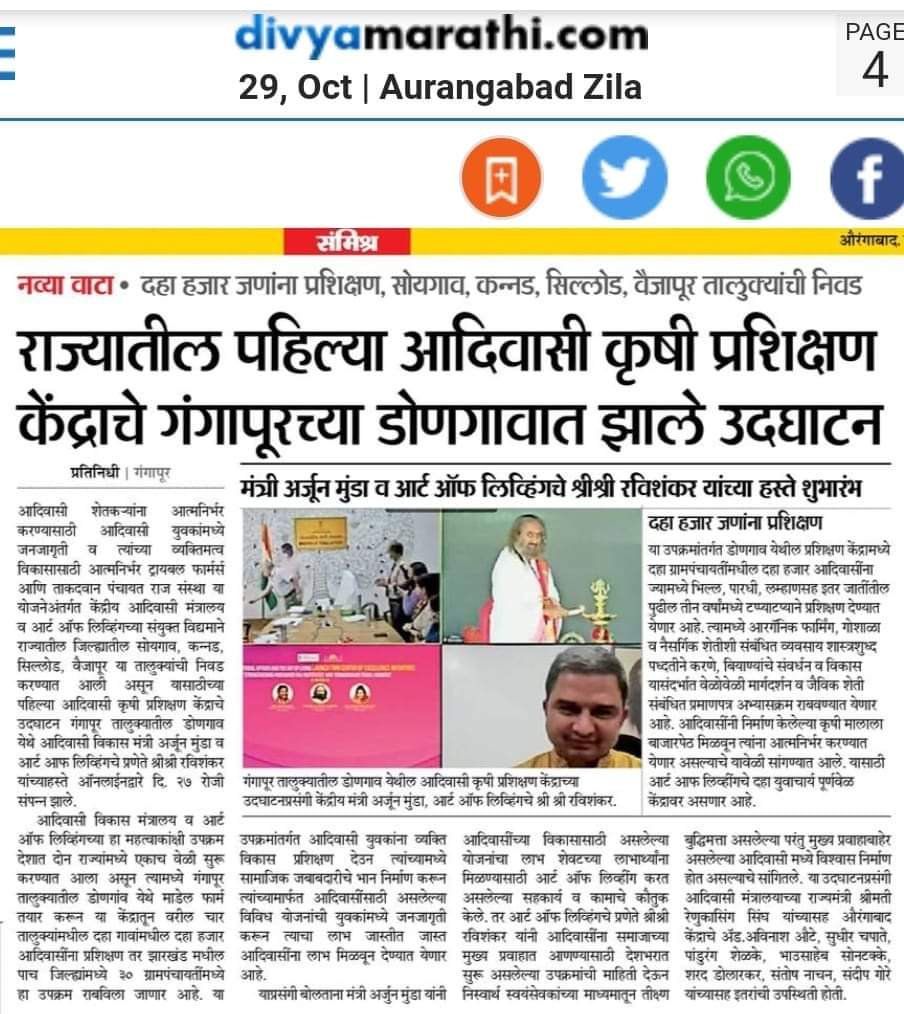 divyamarathi.com
29, Oct | Aurangabad Zila
PAGE
4
संमिश्र
औरंगाबाद,
नव्या वाटा • दहा हजार जणांना प्रशिक्षण, सोयगाव, कन्नड, सिल्लोड, वैजापूर तालुक्यांची निवड
राज्यातील पहिल्या आदिवासी कृषी प्रशिक्षण
केंद्राचे गंगापूरच्या डोणगावात झाले उदघाटन
प्रतिनिधी | गंगापूर
आदिवासी शेतकऱ्यांना आत्मनिर्भर
करण्यासाठी आदिवासी युवकांमध्ये
जनजागृती व त्यांच्या व्यक्तिमत्व
विकासासाठी आत्मनिर्भर ट्रायबल फार्मर्स
आणि ताकदवान पंचायत राज संस्था या
योजनेअंतर्गत केंद्रीय आदिवासी मंत्रालय
व आर्ट ऑफ लिव्हिंगच्या संयुक्त विद्यमाने
राज्यातील जिल्ह्यातील सोयगाव, कन्नड,
सिल्लोड, वैजापूर या तालुक्यांची निवड
करण्यात आली असून यासाठीच्या
पहिल्या आदिवासी कृषी प्रशिक्षण केंद्राचे
उदघाटन गंगापूर तालुक्यातील डोणगाव
येथे आदिवासी विकास मंत्री अर्जून मुंडा व
आर्ट ऑफ लिव्हिंगचे प्रणेते श्रीश्री रविशंकर
यांच्याहस्ते ऑनलाईनद्वारे दि. २७ रोजी
संपन्न झाले.
आदिवासी विकास मंत्रालय व आर्ट
ऑफ लिव्हिंगच्या हा महत्वाकांक्षी उपक्रम
देशात दोन राज्यांमध्ये एकाच वेळी सुरू
करण्यात आला असून त्यामध्ये गंगापूर
तालुक्यातील डोणगाव येथे माडेल फार्म
तयार करून या केंद्रातून वरील चार
तालुक्यांमधील दहा गावांमधील दहा हजार
आदिवासींना प्रशिक्षण तर झारखंड मधील
पाच जिल्ह्यांमध्ये ३० ग्रामपंचायतींमध्ये
हा उपक्रम राबविला जाणार आहे. या
मंत्री अर्जून मुंडा व आर्ट ऑफ लिव्हिंगचे श्रीश्री रविशंकर यांच्या हस्ते शुभारंभ
गंगापूर तालुक्यातील डोणगाव येथील आदिवासी कृषी प्रशिक्षण केंद्राच्या
उदघाटनप्रसंगी केंद्रीय मंत्री अर्जुन मुंडा, आर्ट ऑफ लिव्हिंगचे श्री श्री रविशंकर.
दहा हजार जणांना प्रशिक्षण
या उपक्रमांतर्गत डोणगाव येथील प्रशिक्षण केंद्रामध्ये
दहा ग्रामपंचायतींमधील दहा हजार आदिवासींना
ज्यामध्ये भिल्ल, पारधी, लम्हाणसह इतर जातींतील
पुढील तीन वर्षांमध्ये टप्प्याटप्प्याने प्रशिक्षण देण्यात
येणार आहे. त्यामध्ये आरगॅनिक फार्मिंग, गोशाळा
व नैसर्गिक शेतीशी संबंधित व्यवसाय शास्त्रशुध्द
पध्दतीने करणे, बियाण्यांचे संवर्धन व विकास
यासंदर्भात वेळोवेळी मार्गदर्शन व जैविक शेती
संबंधित प्रमाणपत्र अभ्यासक्रम राबवण्यात येणार
आहे. आदिवासींनी निर्माण केलेल्या कृषी मालाला
बाजारपेठ मिळवून त्यांना आत्मनिर्भर करण्यात
येणार असल्याचे यावेळी सांगण्यात आले. यासाठी
आर्ट आफ लिव्हींगचे दहा युवाचार्य पूर्णवेळ
केंद्रावर असणार आहे.
उपक्रमांतर्गत आदिवासी युवकांना व्यक्ति
विकास प्रशिक्षण देउन त्यांच्यामध्ये
सामाजिक जबाबदारीचे भान निर्माण करून
त्यांच्यामार्फत आदिवासींसाठी असलेल्या
विविध योजनांची युवकांमध्ये जनजागृती
करून त्याचा लाभ जास्तीत जास्त
आदिवासींना लाभ मिळवून देण्यात येणार
आहे.
याप्रसंगी बोलताना मंत्री अर्जुन मुंडा यांनी
आदिवासींच्या विकासासाठी असलेल्या
योजनांचा लाभ शेवटच्या लाभार्थ्यांना
मिळण्यासाठी आर्ट ऑफ लिव्हींग करत
असलेल्या सहकार्य व कामाचे कौतुक
केले. तर आर्ट ऑफ लिव्हिंगचे प्रणेते श्रीश्री
रविशंकर यांनी आदिवासींना समाजाच्या
मुख्य प्रवाहात आणण्यासाठी देशभरात
सुरू असलेल्या उपक्रमांची माहिती देऊन
निस्वार्थ स्वयंसेवकांच्या माध्यमातून तीक्ष्ण
बुद्धिमत्ता असलेल्या परंतु मुख्य प्रवाहाबाहेर
असलेल्या आदिवासी मध्ये विश्वास निर्माण
होत असल्याचे सांगितले. या उदघाटनप्रसंगी
आदिवासी मंत्रालयाच्या राज्यमंत्री श्रीमती
रेणुकासिंग सिंघ यांच्यासह औरंगाबाद
केंद्राचे अ‍ॅड.अविनाश औटे, सुधीर चपाते,
पांडुरंग शेळके, भाउसाहेब सोनटक्के,
शरद डोलारकर, संतोष नाचन, संदीप गोरे
यांच्यासह इतरांची उपस्थिती होती.